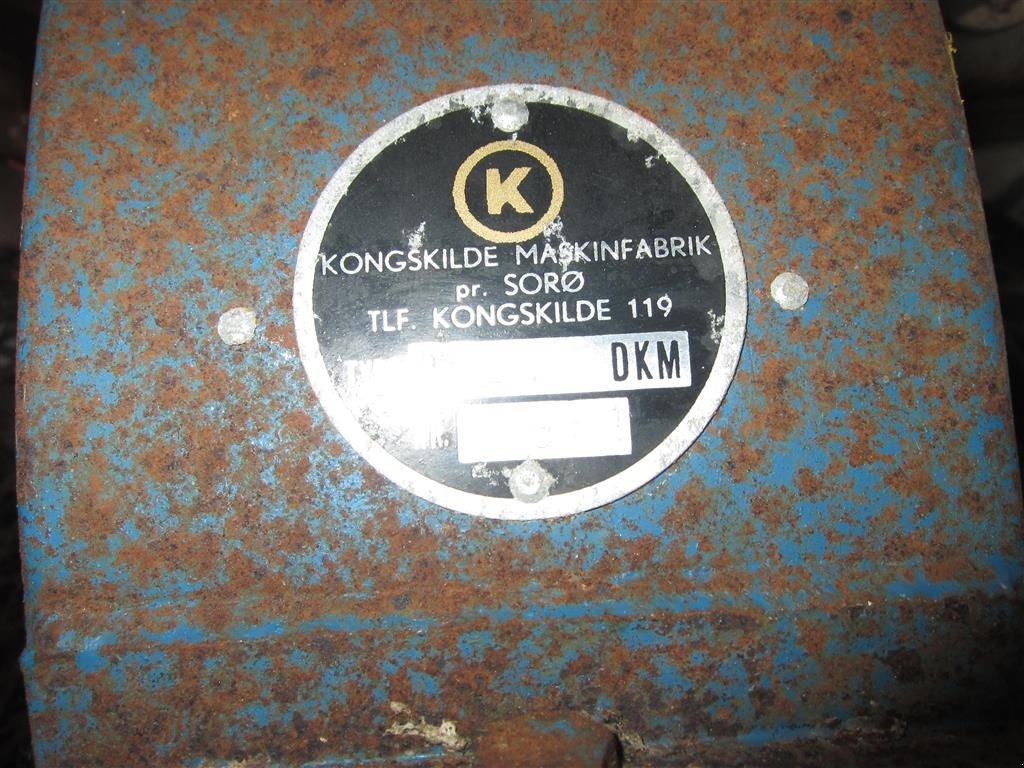 K
KONGSKILDE MASKINFABRIK
pr. SORØ
TLF. KONGSKILDE 119
DKM